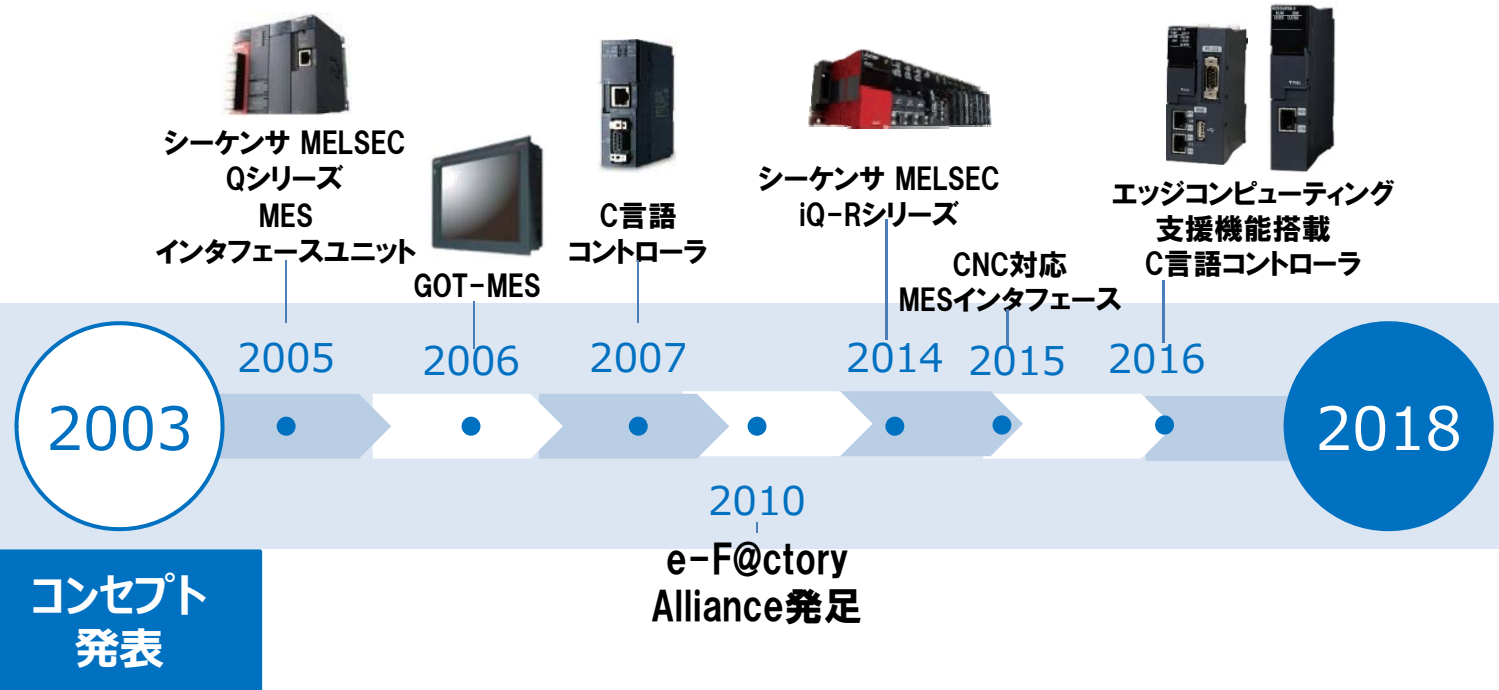 シーケンサ MELSEC
Qシリーズ
MES
インタフェースユニット
GOT-MES
C言語
コントローラ
シーケンサ MELSEC
iQ-Rシリーズ
CNC対応
MESインタフェース
エッジコンピューティング
支援機能搭載
C言語コントローラ
2003
2005
2006
2007
2014
2015
2016
2018
2010
e-F@ctory
Alliance発足
コンセプト
発表